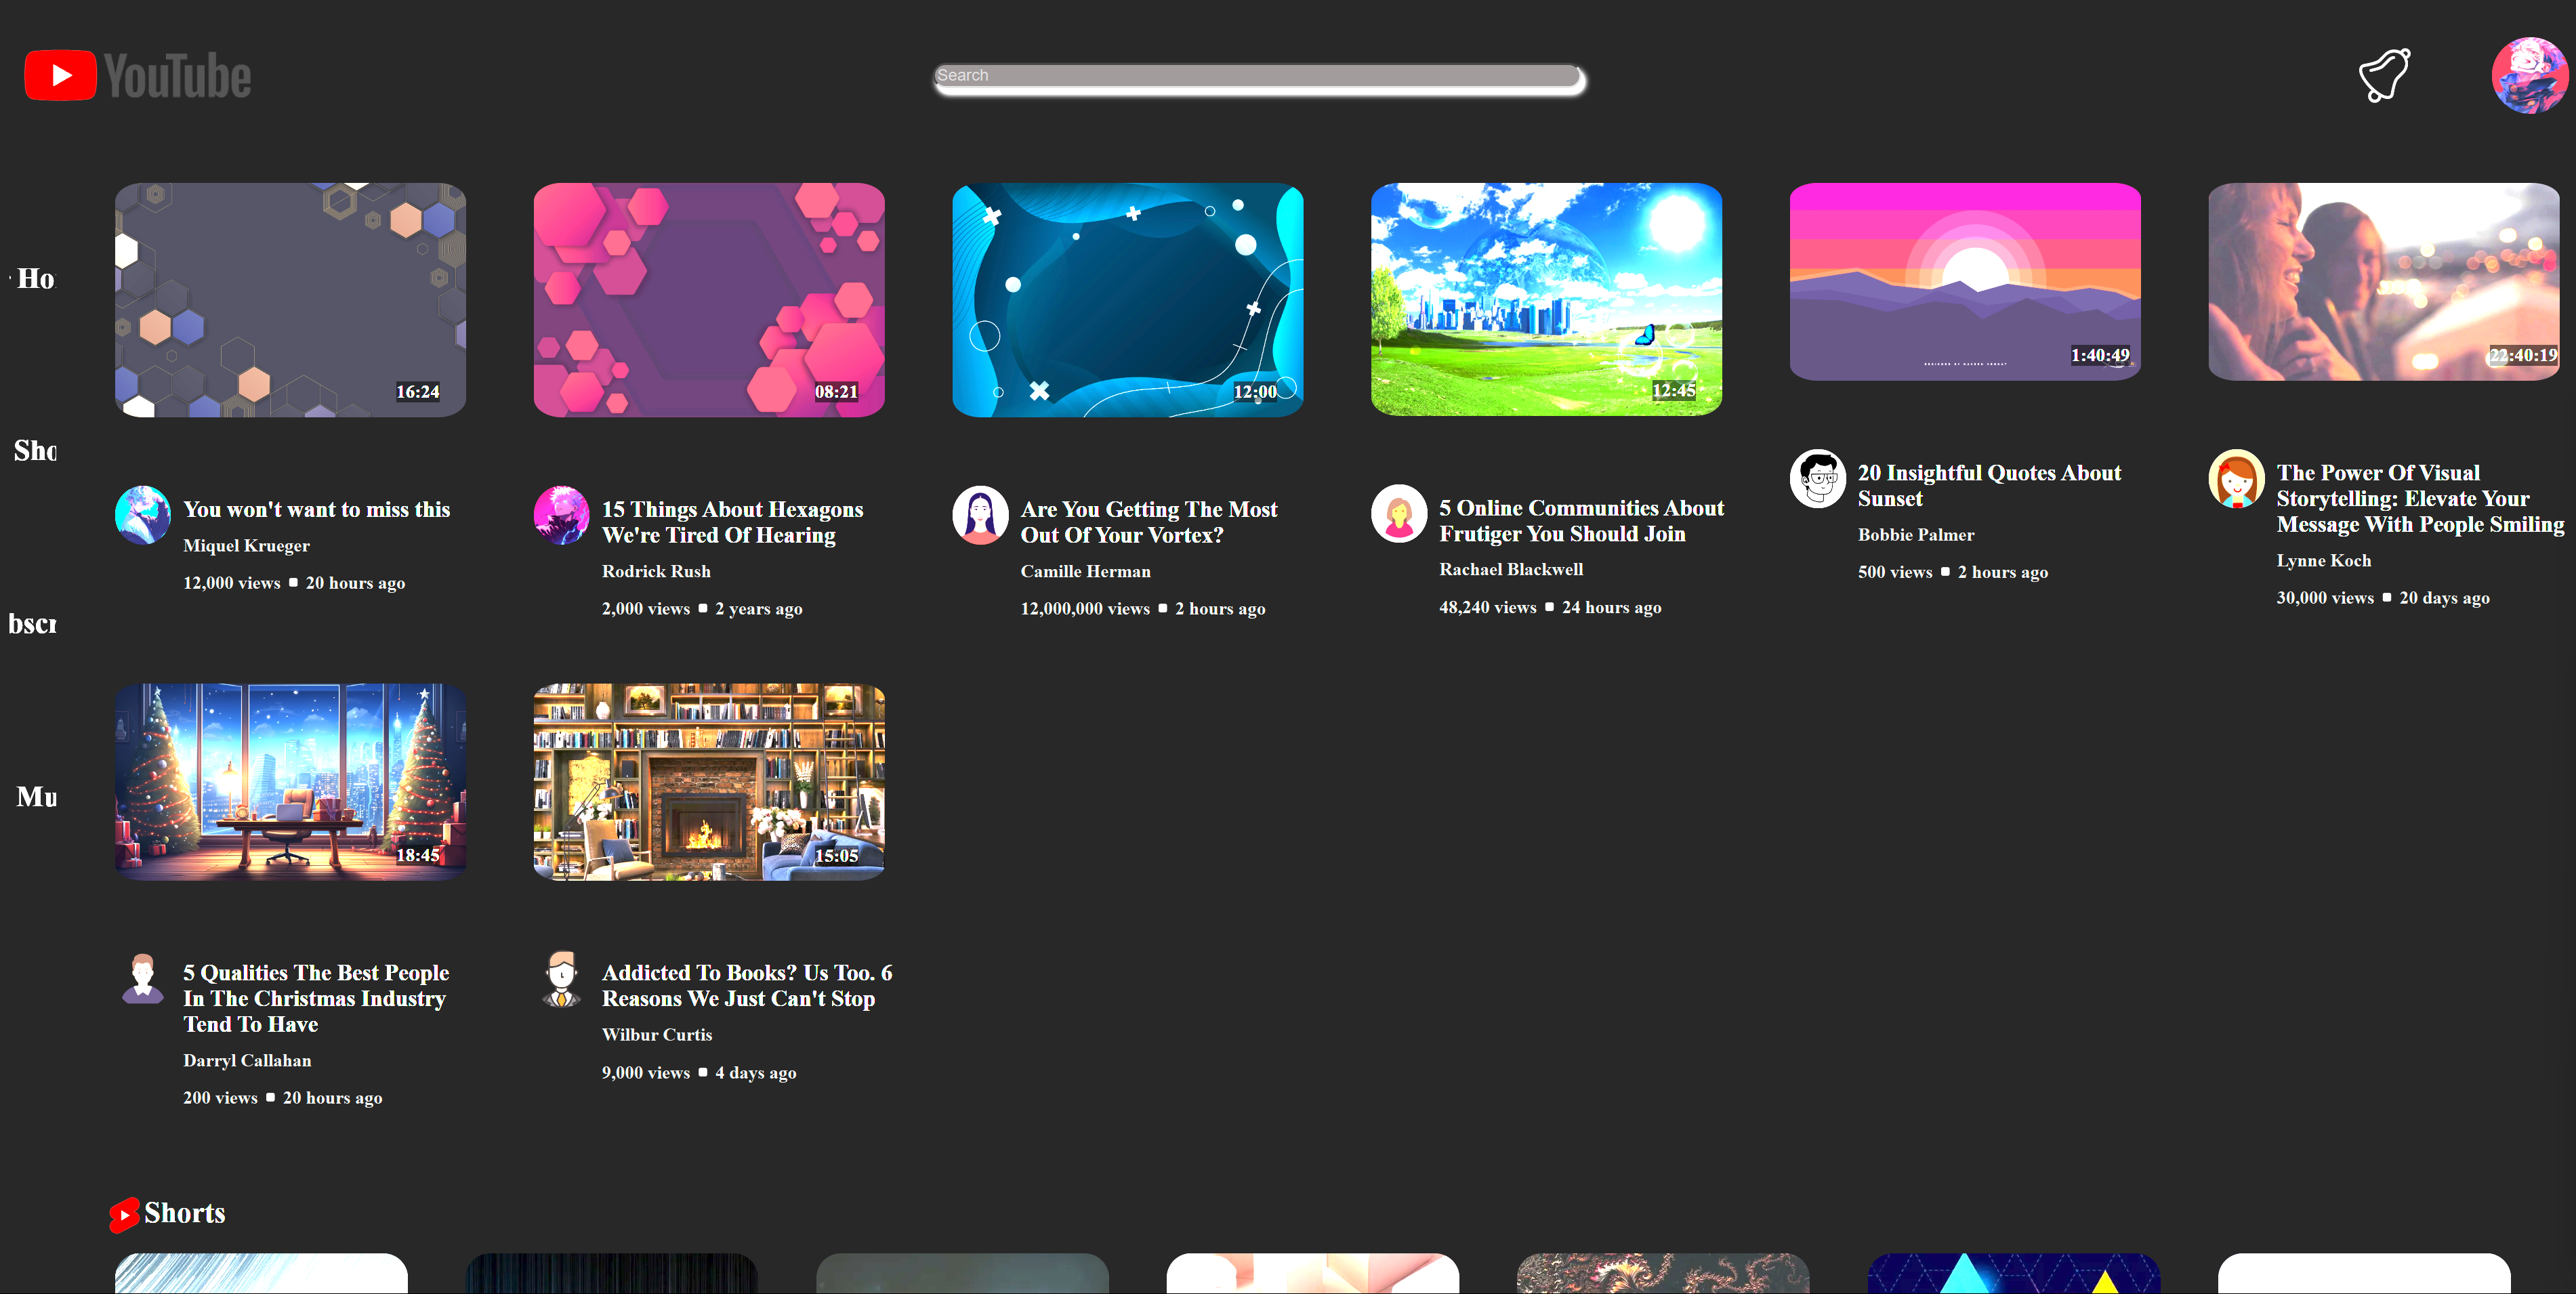 YouTube
Search
Ho
Sho
bscr
Mu
16:24
08:21
12:00
12:45
1:40:49
22:40:19
You won't want to miss this
Miquel Krueger
12,000 views 20 hours ago
15 Things About Hexagons
We're Tired Of Hearing
Rodrick Rush
2,000 views 2 years ago
Are You Getting The Most
Out Of Your Vortex?
Camille Herman
12,000,000 views 2 hours ago
5 Online Communities About
Frutiger You Should Join
Rachael Blackwell
48,240 views 24 hours ago
20 Insightful Quotes About
Sunset
Bobbie Palmer
500 views 2 hours ago
The Power Of Visual
Storytelling: Elevate Your
Message With People Smiling
Lynne Koch
30,000 views 20 days ago
18:45
15:05
5 Qualities The Best People
In The Christmas Industry
Tend To Have
Darryl Callahan
200 views 20 hours ago
Addicted To Books? Us Too. 6
Reasons We Just Can't Stop
Wilbur Curtis
9,000 views 4 days ago
Shorts